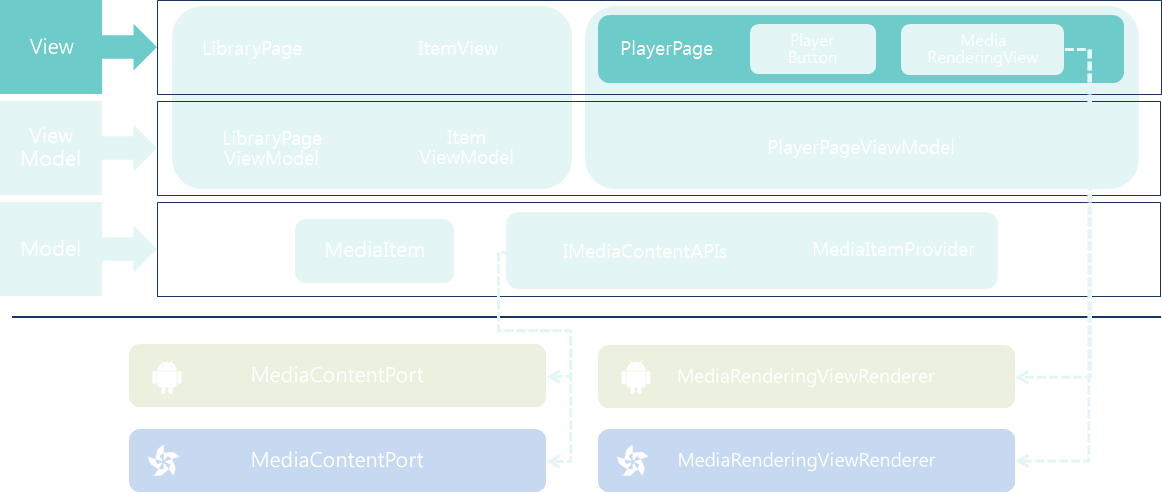 View
LibraryPage
ItemView
PlayerPage
Player
Button
Media
RenderingView
View
Model
LibraryPage
ViewModel
Item
ViewModel
PlayerPageViewModel
Model
MediaItem
IMediaContentAPIs
MediaItemProvider
MediaContentPort
MediaRenderingViewRenderer
MediaContentPort
MediaRenderingViewRenderer